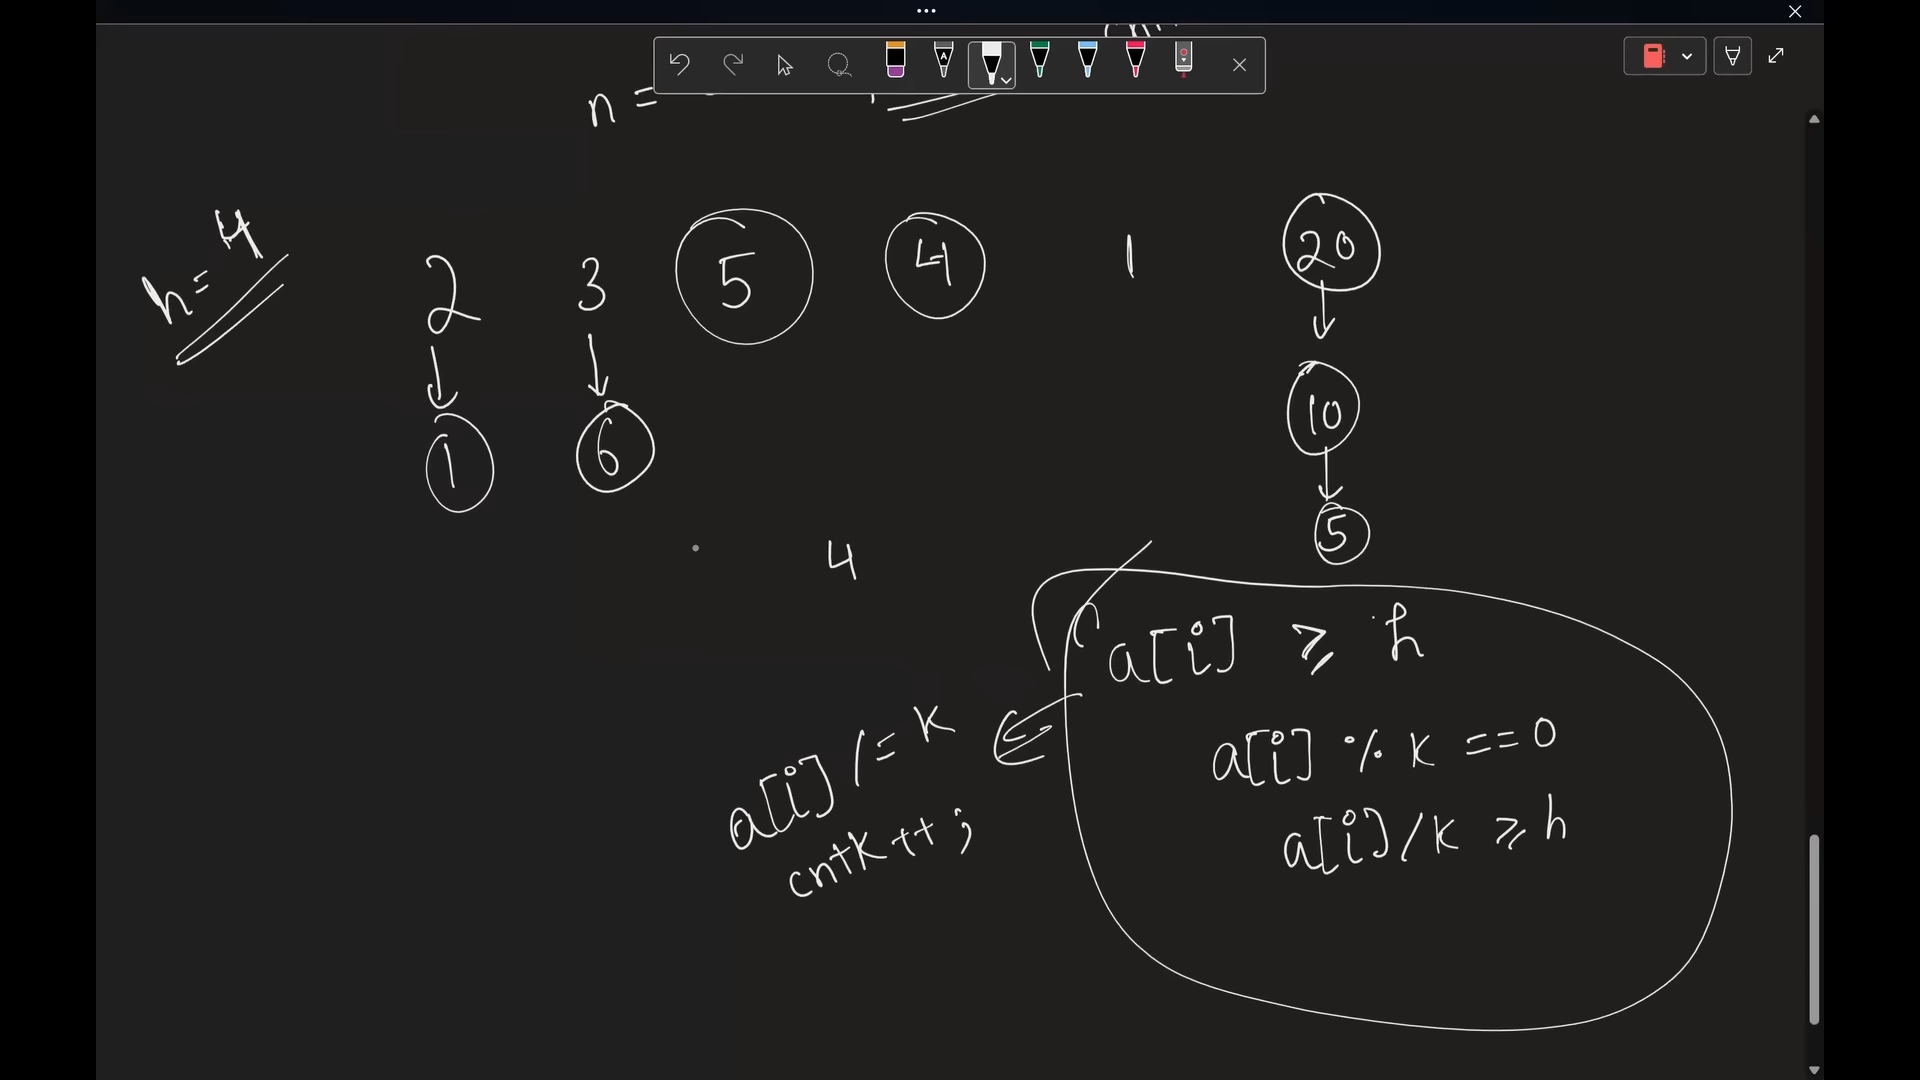 n =
h = 4
2 3 5 4 1 20
1 6 10
5
4
a[i] ≥ h
a[i] % k == 0
a[i]/k ≥ h
a[i] /= k
cntk++;